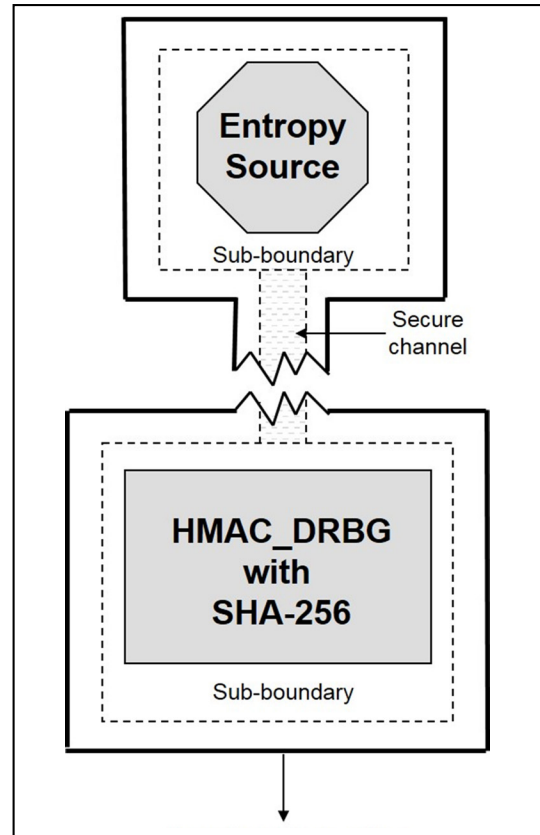 Entropy
Source
Sub-boundary
Secure
channel
HMAC_DRBG
with
SHA-256
Sub-boundary